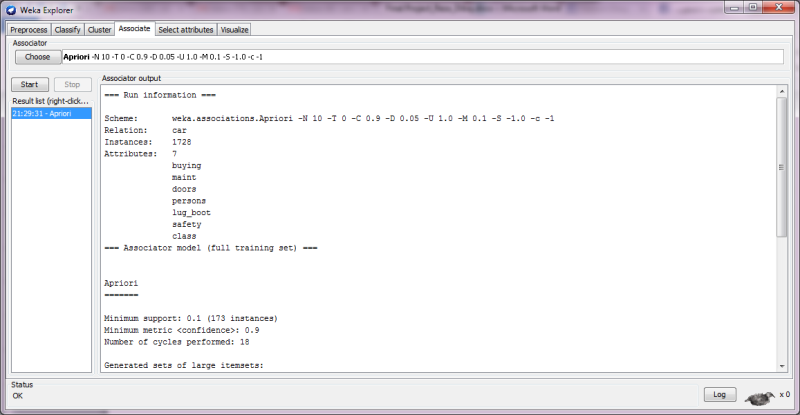 Weka Explorer
Preprocess Classify Cluster Associate Select attributes Visualize
Associator
Choose Apriori -N 10 -T 0 -C 0.9 -D 0.05 -U 1.0 -M 0.1 -S -1.0 -c -1
Start Stop
Result list (right-click...
21:29:31 - Apriori
Associator output
=== Run information ===
Scheme: weka.associations.Apriori -N 10 -T 0 -C 0.9 -D 0.05 -U 1.0 -M 0.1 -S -1.0 -c -1
Relation: car
Instances: 1728
Attributes: 7
buying
maint
doors
persons
lug_boot
safety
class
=== Associator model (full training set) ===
Apriori
=======
Minimum support: 0.1 (173 instances)
Minimum metric <confidence>: 0.9
Number of cycles performed: 18
Generated sets of large itemsets:
Status
OK
Log
x 0